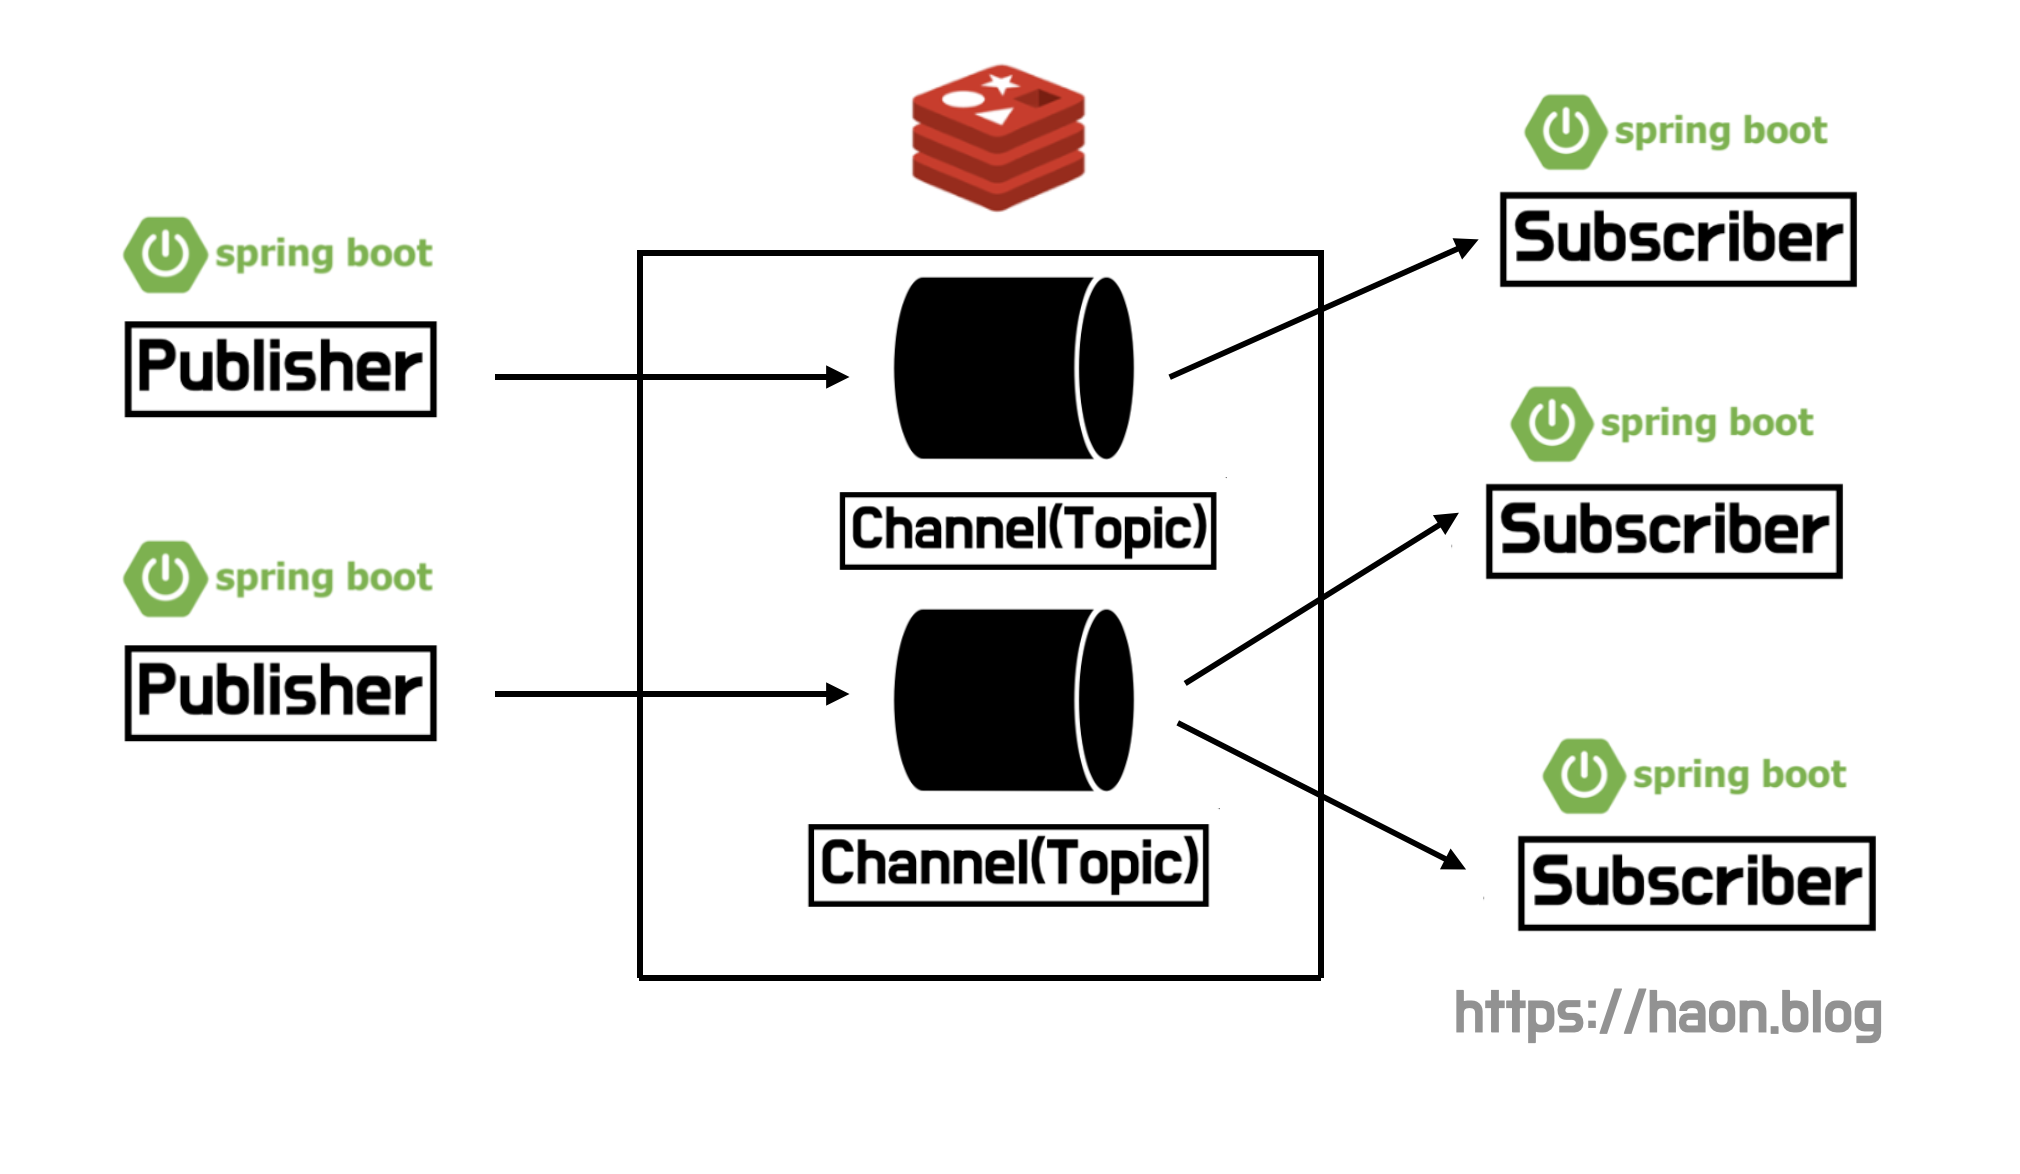 spring boot
Publisher
spring boot
Publisher
Channel(Topic)
Channel(Topic)
spring boot
Subscriber
spring boot
Subscriber
spring boot
Subscriber
https://haon.blog